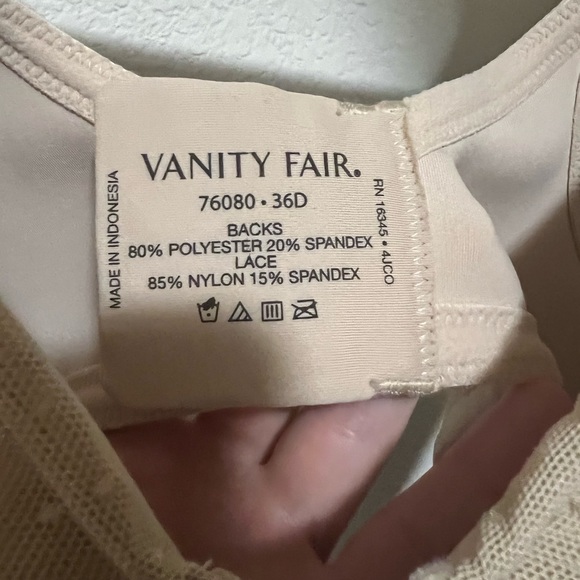 VANITY FAIR.
76080 • 36D
BACKS
80% POLYESTER 20% SPANDEX
LACE
85% NYLON 15% SPANDEX
MADE IN INDONESIA
RN 16345 • 4JCO